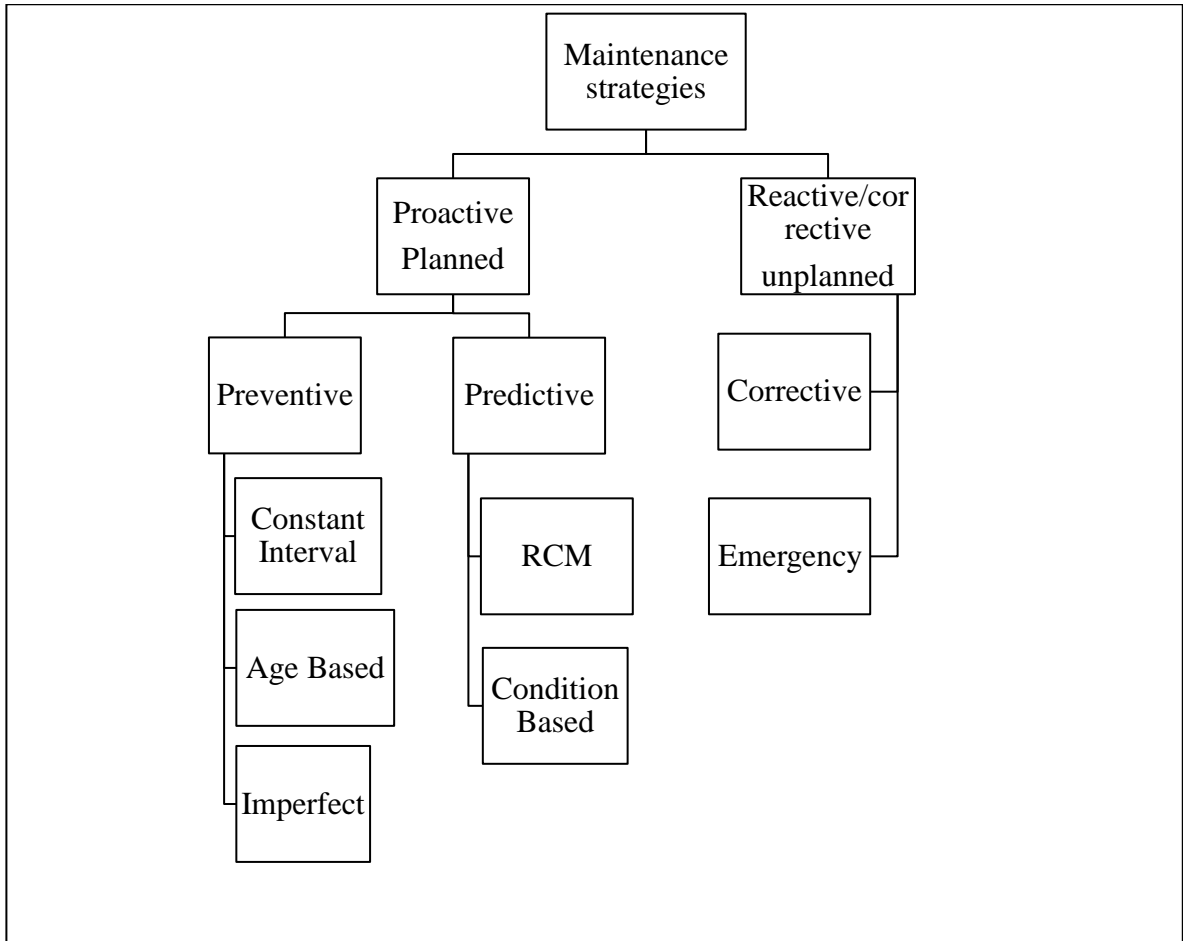 Maintenance
strategies
Proactive
Planned
Reactive/cor
rective
unplanned
Preventive
Predictive
Corrective
Constant
Interval
RCM
Emergency
Age Based
Condition
Based
Imperfect